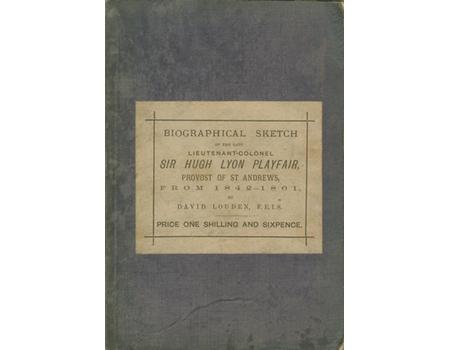 BIOGRAPHICAL SKETCH
OF THE LATE
LIEUTENANT-COLONEL
SIR HUGH LYON PLAYFAIR,
PROVOST OF ST ANDREWS,
FROM 1842-1861,
BY
DAVID LOUDEN, F.E.I.S.
PRICE ONE SHILLING AND SIXPENCE.